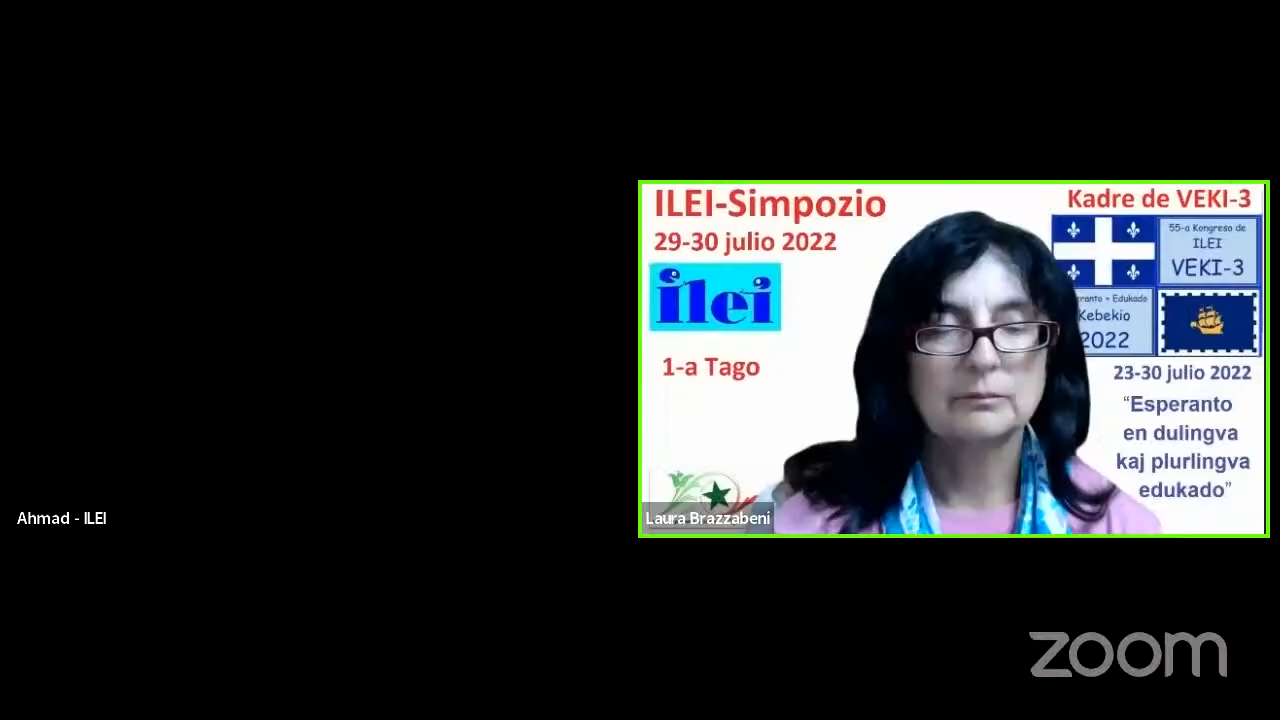 ILEI-Simpozio
29-30 julio 2022
ilei
1-a Tago
Kadre de VEKI-3
55-a Kongreso de
ILEI
VEKI-3
Edukado
Kebekio
2022
23-30 julio 2022
“Esperanto
en dulingva
kaj plurlingva
edukado”
Ahmad - ILEI
Laura Brazzabeni
zoom